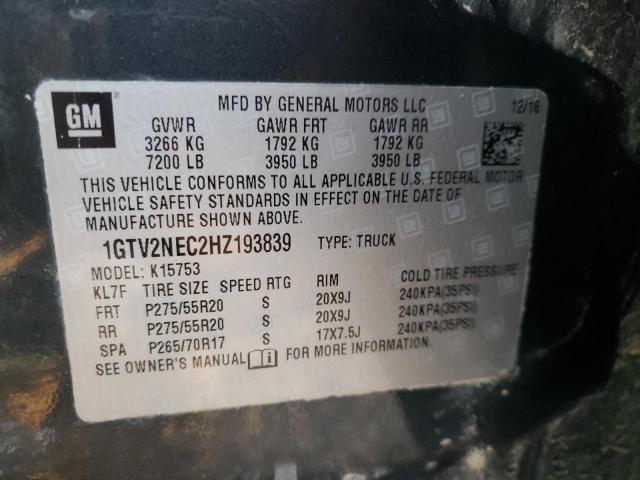 GM
MFD BY GENERAL MOTORS LLC 12/16
GVWR GAWR FRT GAWR RR
3266 KG 1792 KG 1792 KG
7200 LB 3950 LB 3950 LB
THIS VEHICLE CONFORMS TO ALL APPLICABLE U.S. FEDERAL MOTOR
VEHICLE SAFETY STANDARDS IN EFFECT ON THE DATE OF
MANUFACTURE SHOWN ABOVE.
1GTV2NEC2HZ193839 TYPE: TRUCK
MODEL: K15753
KL7F TIRE SIZE SPEED RTG RIM COLD TIRE PRESSURE
FRT P275/55R20 S 20X9J 240KPA(35PSI)
RR P275/55R20 S 20X9J 240KPA(35PSI)
SPA P265/70R17 S 17X7.5J 240KPA(35PSI)
SEE OWNER'S MANUAL FOR MORE INFORMATION.